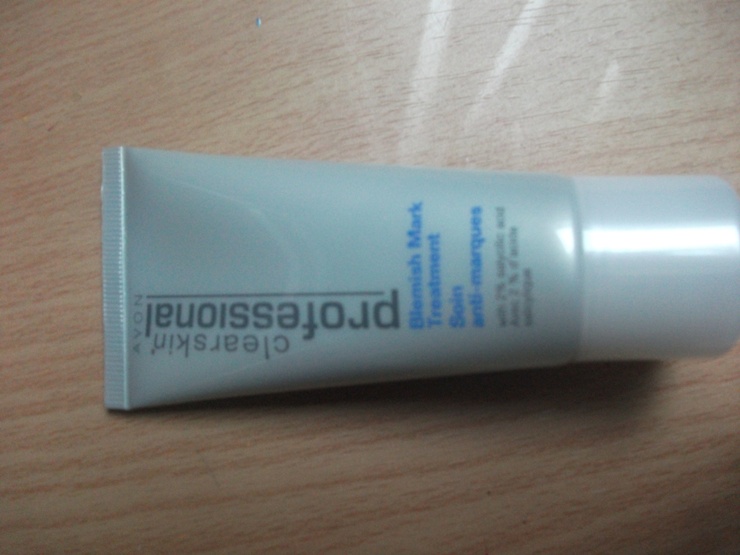 AVON
clearskin®
professional
Blemish Mark
Treatment
Soin
anti-marques
with 2% salicylic acid
Avec 2 % d'acide
salicylique